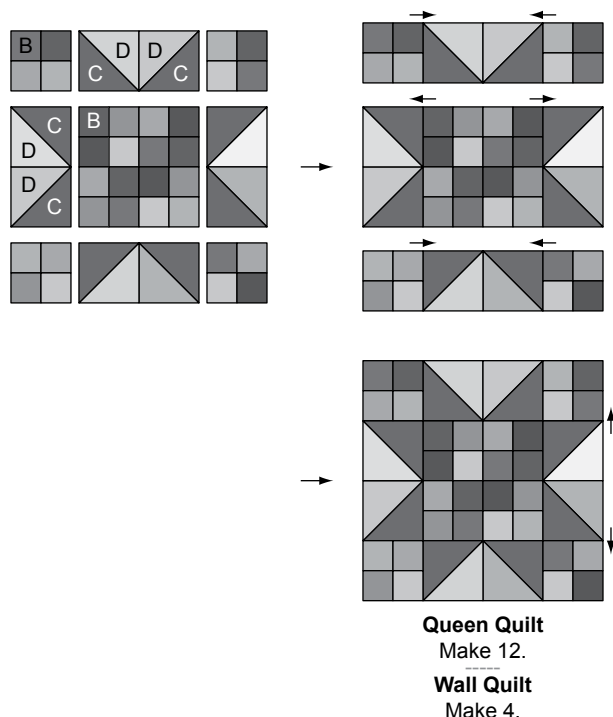 B
D D
C C
C
B
D
D
C
Queen Quilt
Make 12.
Wall Quilt
Make 4.